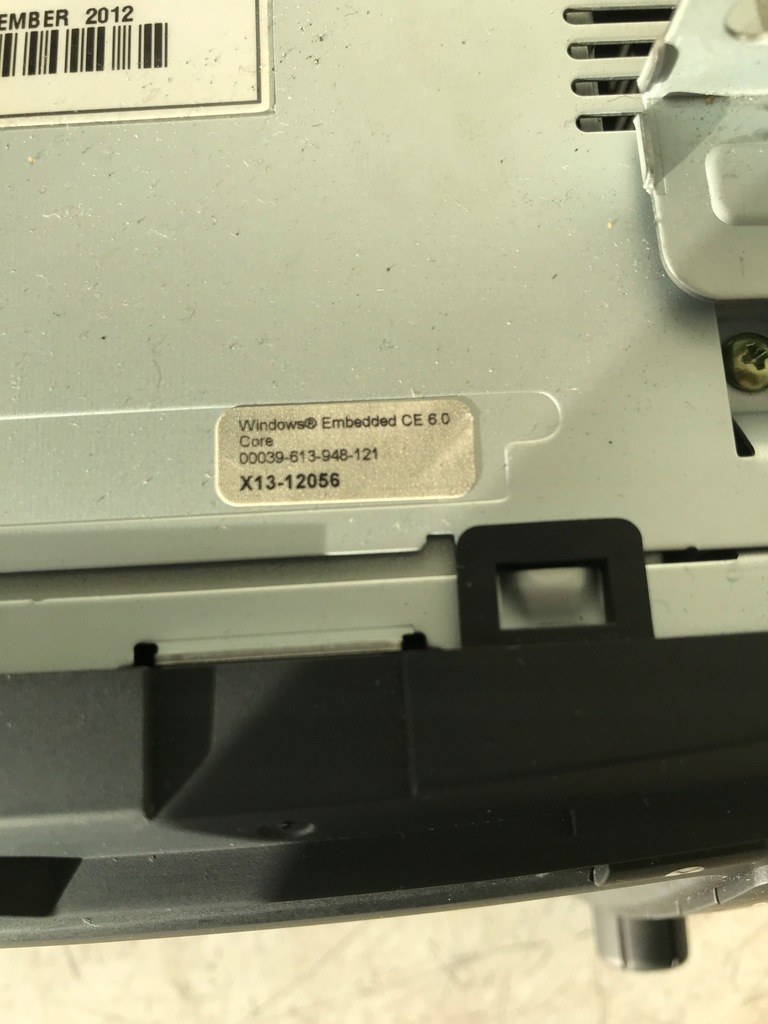 EMBER 2012
Windows® Embedded CE 6.0
Core
00039-613-948-121
X13-12056